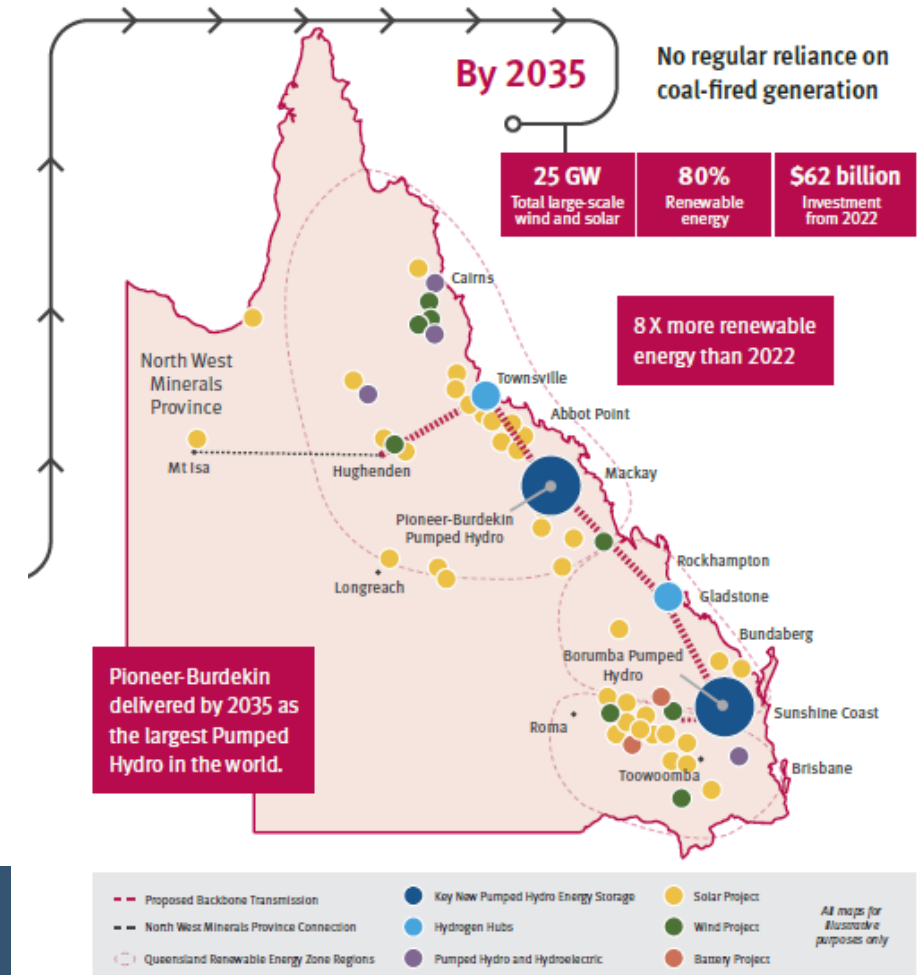 By 2035
No regular reliance on
coal-fired generation
25 GW
Total large-scale
wind and solar
80%
Renewable
energy
$62 billion
Investment
from 2022
8 X more renewable
energy than 2022
Cairns
North West
Minerals
Province
Townsville
Abbot Point
Mt Isa
Hughenden
Mackay
Pioneer-Burdekin
Pumped Hydro
Longreach
Rockhampton
Gladstone
Bundaberg
Borumba Pumped
Hydro
Pioneer-Burdekin
delivered by 2035 as
the largest Pumped
Hydro in the world.
Roma
Sunshine Coast
Toowoomba
Brisbane
Proposed Backbone Transmission
North West Minerals Province Connection
Queensland Renewable Energy Zone Regions
Key New Pumped Hydro Energy Storage
Hydrogen Hubs
Pumped Hydro and Hydroelectric
Solar Project
Wind Project
Battery Project
All maps for
illustrative
purposes only